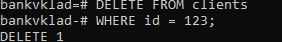 bankvklad=# DELETE FROM clients
bankvklad-# WHERE id = 123;
DELETE 1